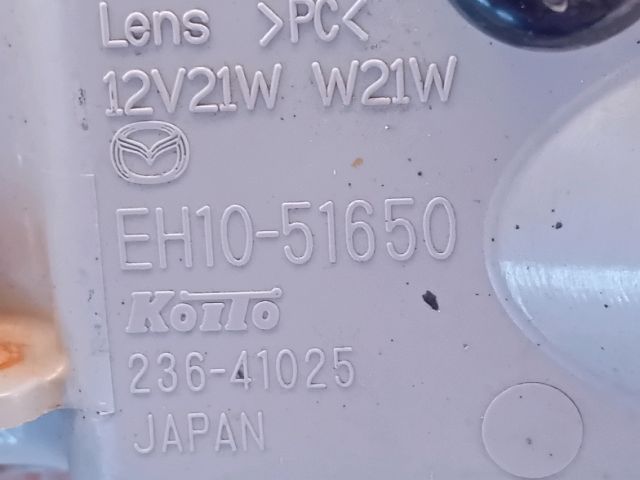 Lens >PC<
12V21W W21W
EH10-51650
KOITO
236-41025
JAPAN